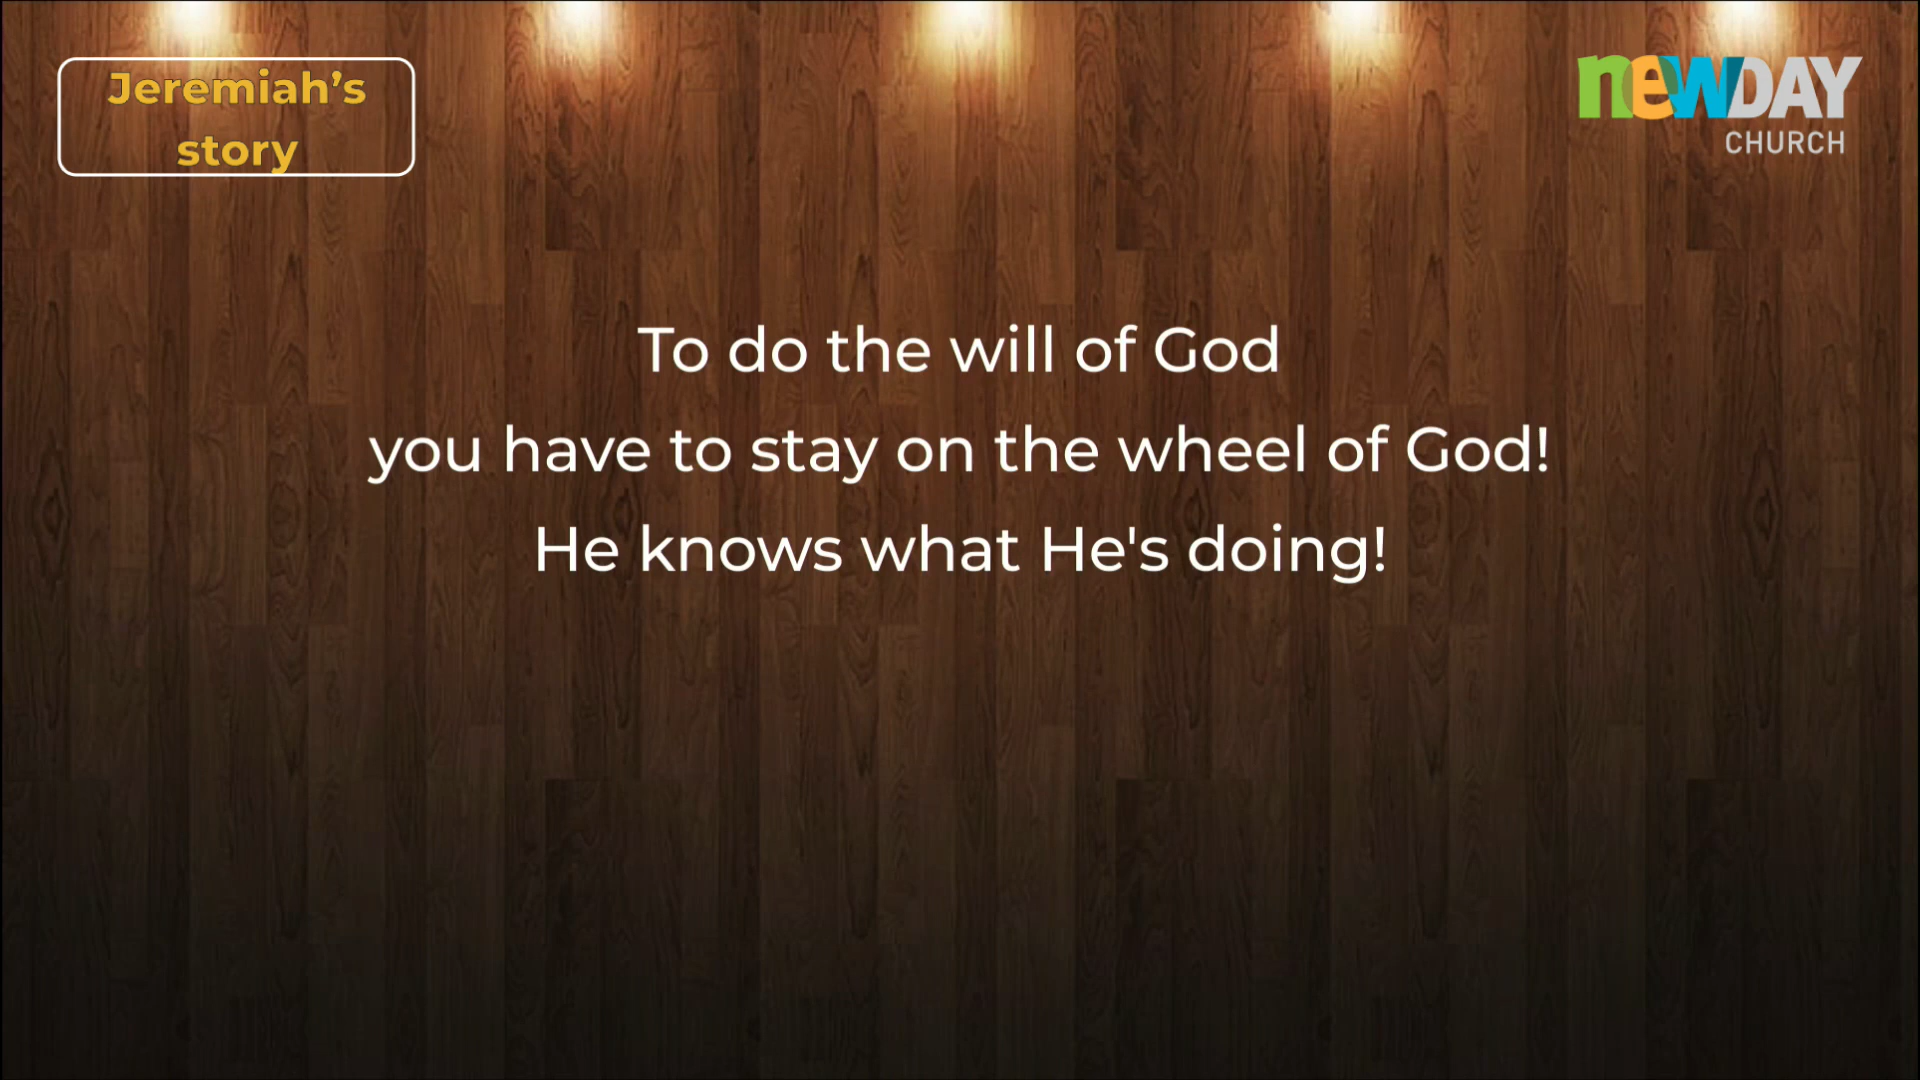 Jeremiah’s
story
newDAY
CHURCH
To do the will of God
you have to stay on the wheel of God!
He knows what He's doing!